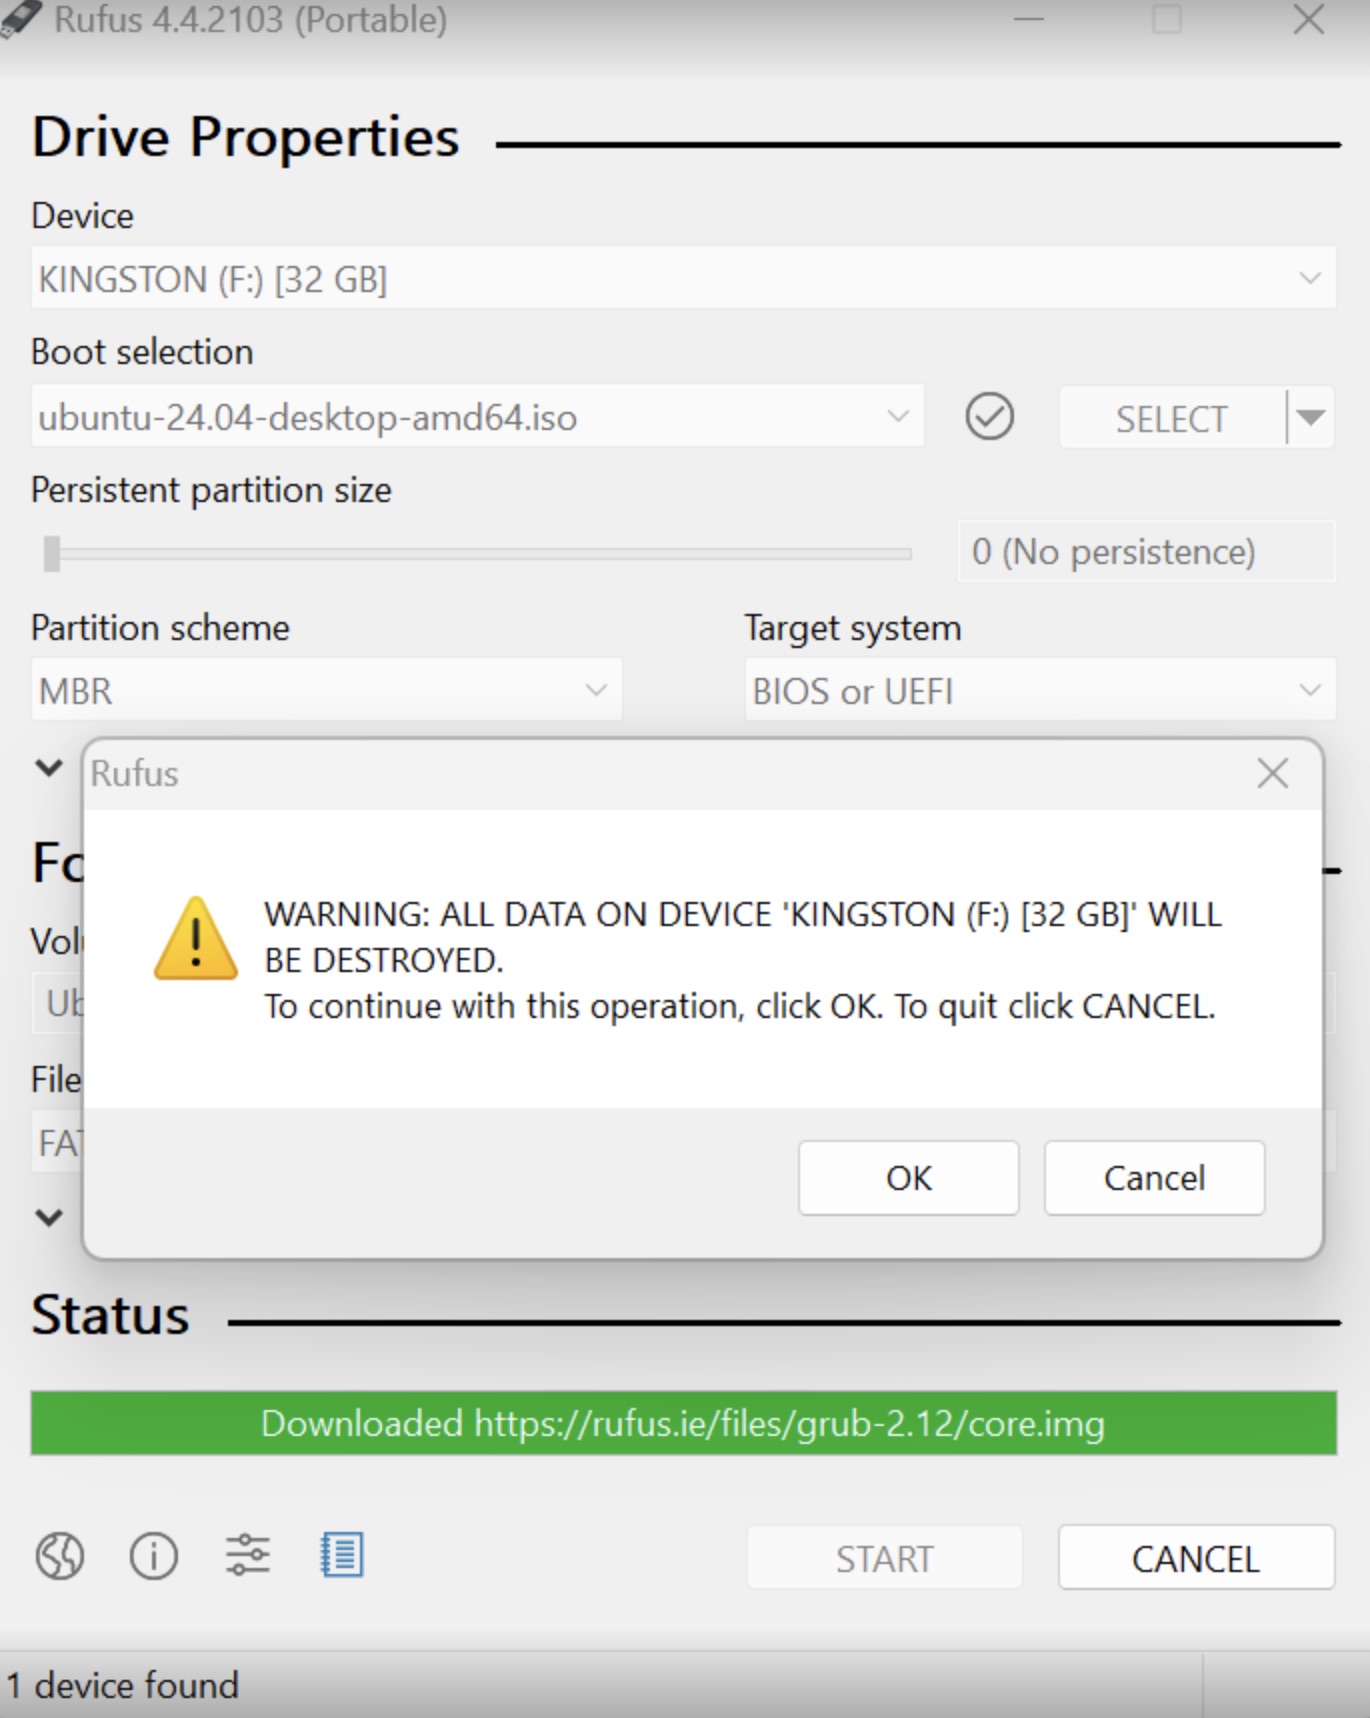 Rufus 4.4.2103 (Portable)
Drive Properties
Device
KINGSTON (F:) [32 GB]
Boot selection
ubuntu-24.04-desktop-amd64.iso
SELECT
Persistent partition size
0 (No persistence)
Partition scheme
Target system
MBR
BIOS or UEFI
Rufus
WARNING: ALL DATA ON DEVICE 'KINGSTON (F:) [32 GB]' WILL
BE DESTROYED.
To continue with this operation, click OK. To quit click CANCEL.
OK
Cancel
File
Status
Downloaded https://rufus.ie/files/grub-2.12/core.img
START
CANCEL
1 device found